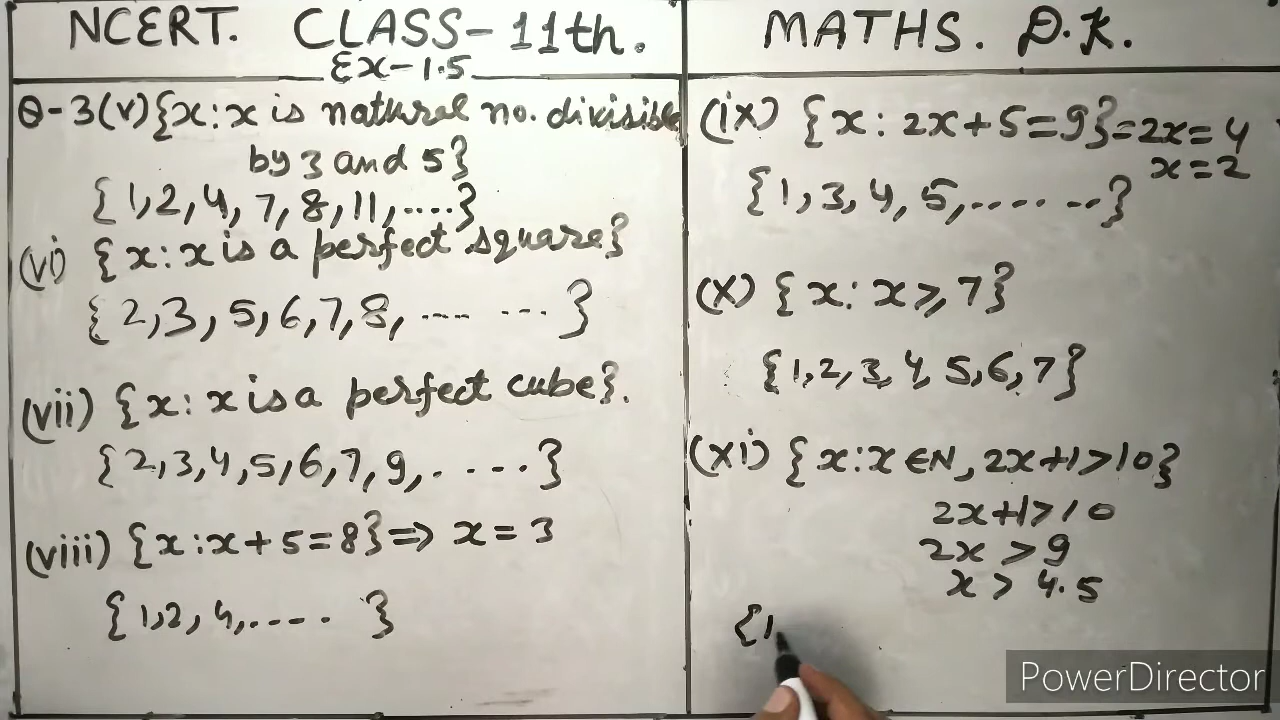 NCERT. CLASS-11th. MATHS. D.K.
Ex-1.5
Q-3(v){x:x is natural no. divisible
by 3 and 5}
{1,2,4,7,8,11,....}
(vi) {x:x is a perfect square}
{2,3,5,6,7,8,.... ...}
(vii) {x:x is a perfect cube}.
{2,3,4,5,6,7,9,.....}
(viii) {x:x+5=8}⇒ x=3
{1,2,4,..... }
(ix) {x: 2x+5=9}=2x=4
x=2
{1,3,4,5,..... ..}
(x) {x: x≥7}
{1,2,3,4,5,6,7}
(xi) {x:x∈N,2x+1>10}
2x+1>10
2x>9
x>4.5
{1
PowerDirector